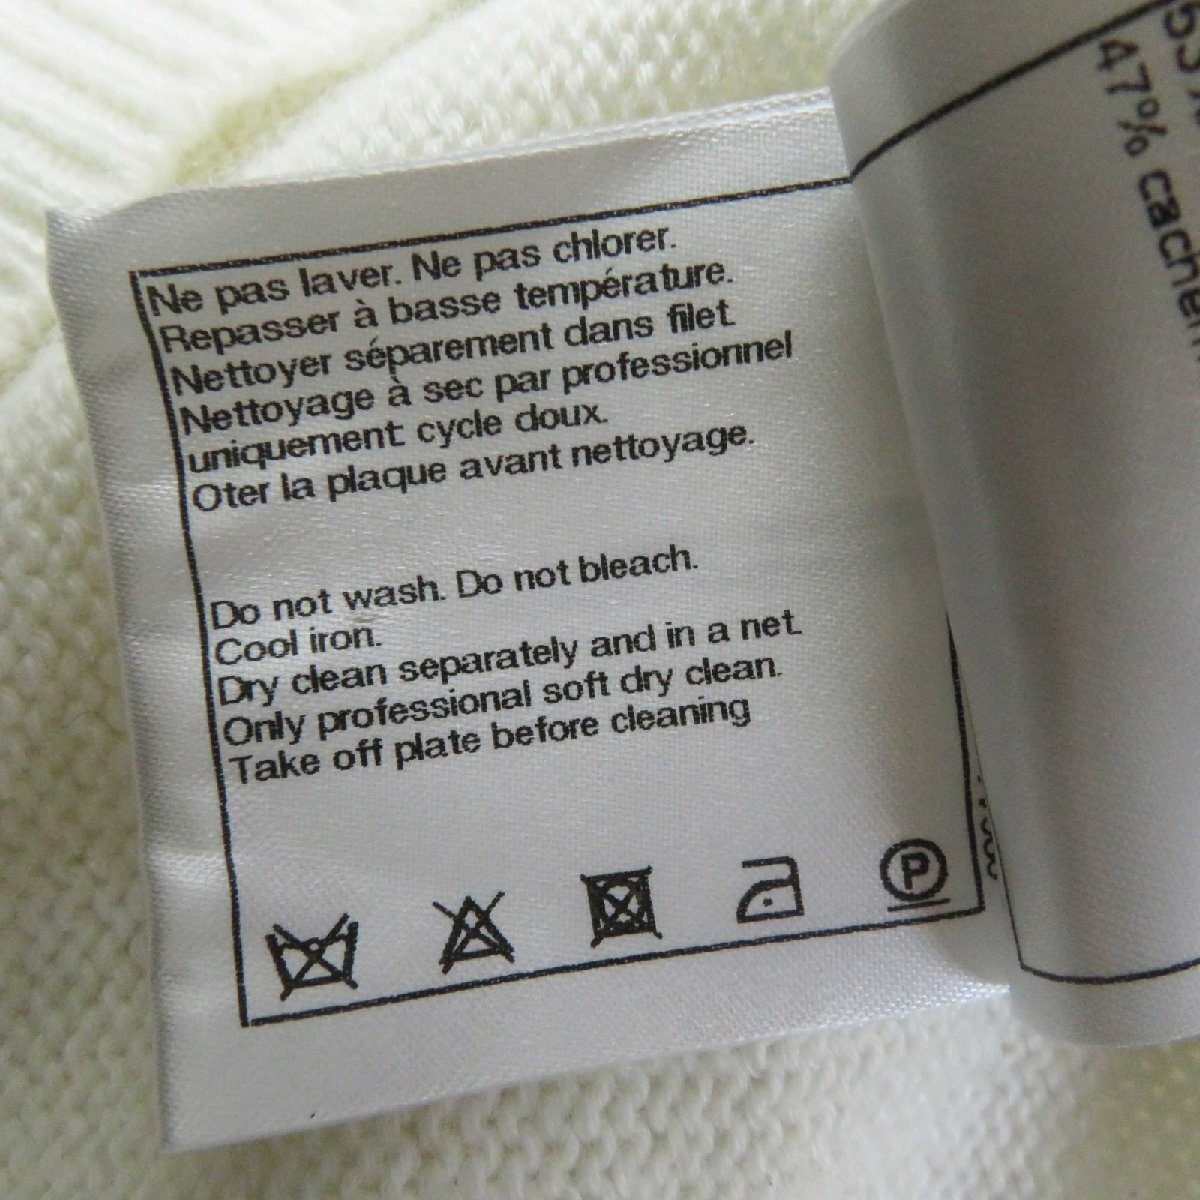 Ne pas laver. Ne pas chlorer.
Repasser à basse température.
Nettoyer séparement dans filet
Nettoyage à sec par professionnel
uniquement cycle doux.
Oter la plaque avant nettoyage.
Do not wash. Do not bleach.
Cool iron.
Dry clean separately and in a net.
Only professional soft dry clean.
Take off plate before cleaning
P
47%